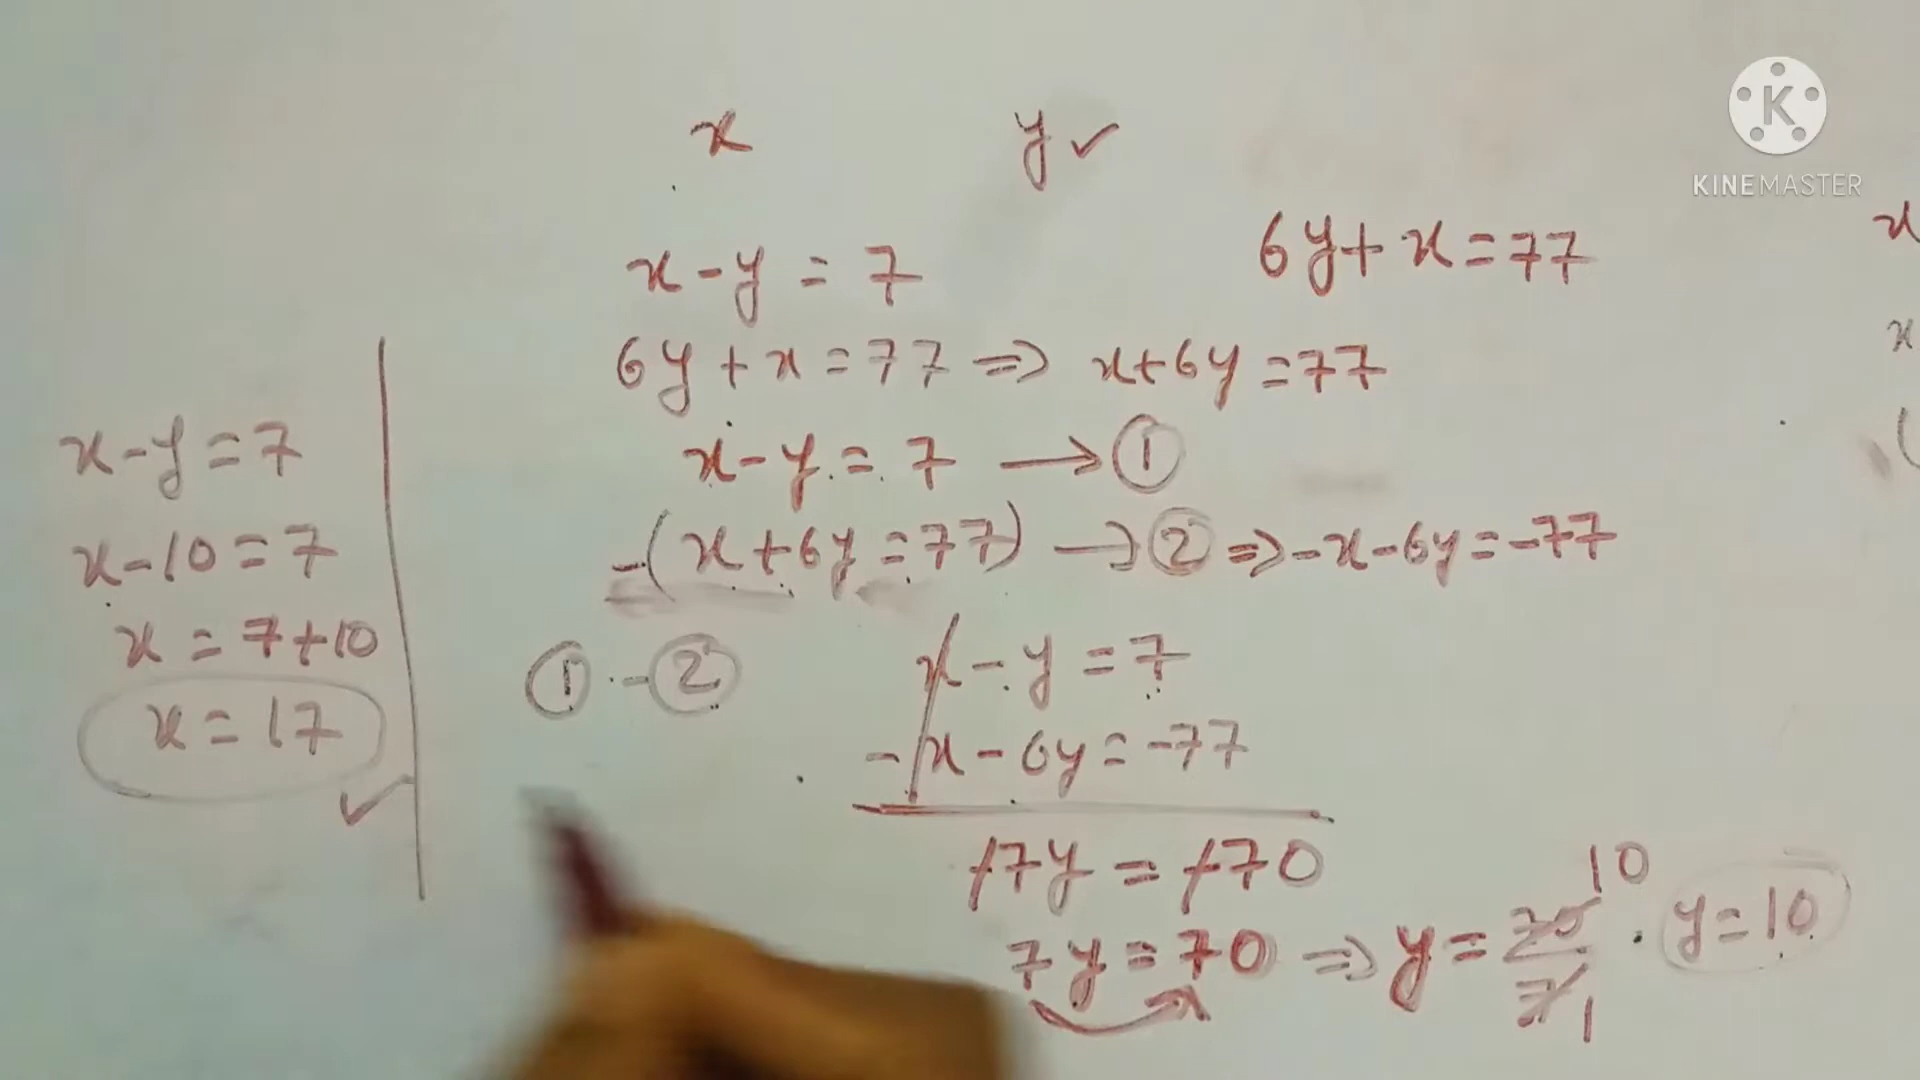 x y ✓
KINEMASTER
x - y = 7
6y + x = 77
6y + x = 77 ⇒ x + 6y = 77
x - y = 7 → ①
-(x + 6y = 77) → ② ⇒ -x - 6y = -77
① - ②
x - y = 7
-x - 6y = -77
+7y = +70
7y = 70 ⇒ y = 70/7 10 1 . y = 10
x - y = 7
x - 10 = 7
x = 7 + 10
x = 17 ✓
x
x
(